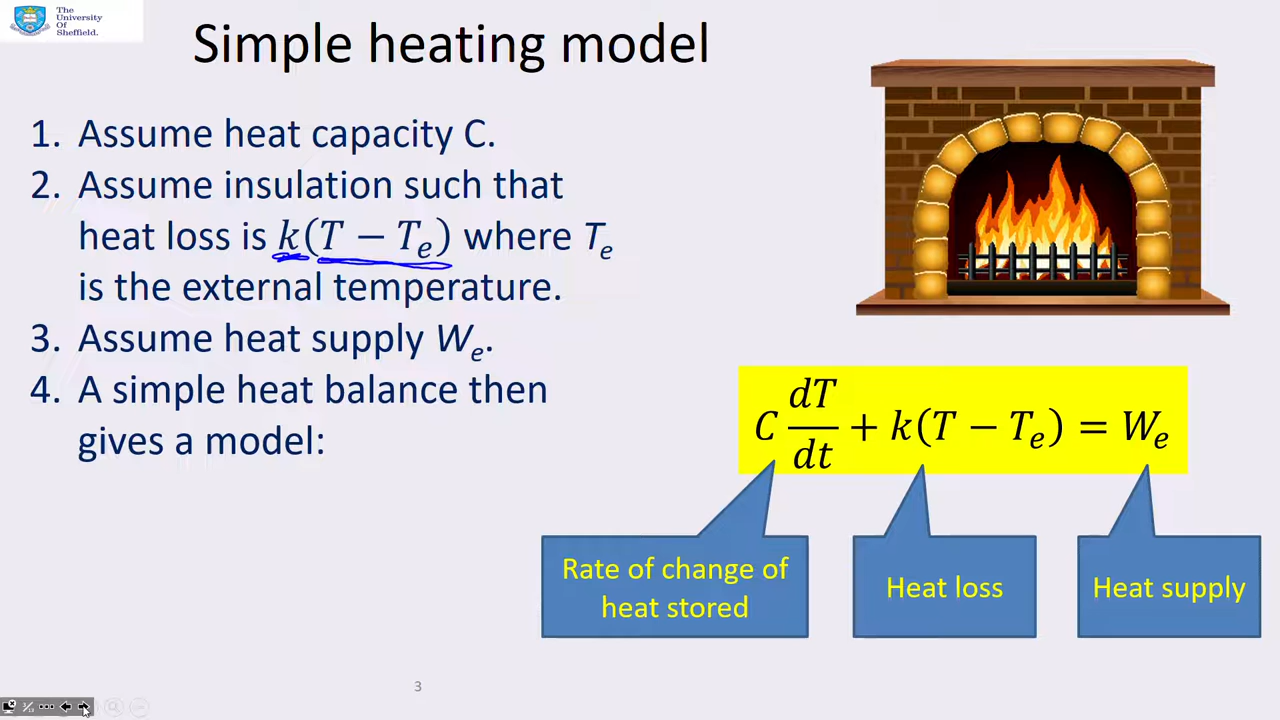 The
University
Of
Sheffield.
Simple heating model
1. Assume heat capacity C.
2. Assume insulation such that
heat loss is k(T − Tₑ) where Tₑ
is the external temperature.
3. Assume heat supply Wₑ.
4. A simple heat balance then
gives a model:
C dT/dt + k(T − Tₑ) = Wₑ
Rate of change of
heat stored
Heat loss
Heat supply
3